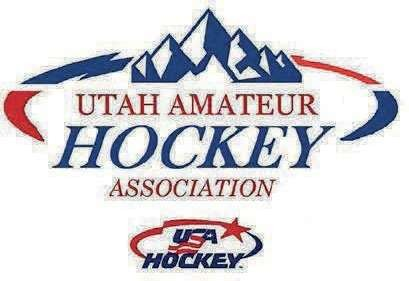 UTAH AMATEUR
HOCKEY
ASSOCIATION
USA
HOCKEY